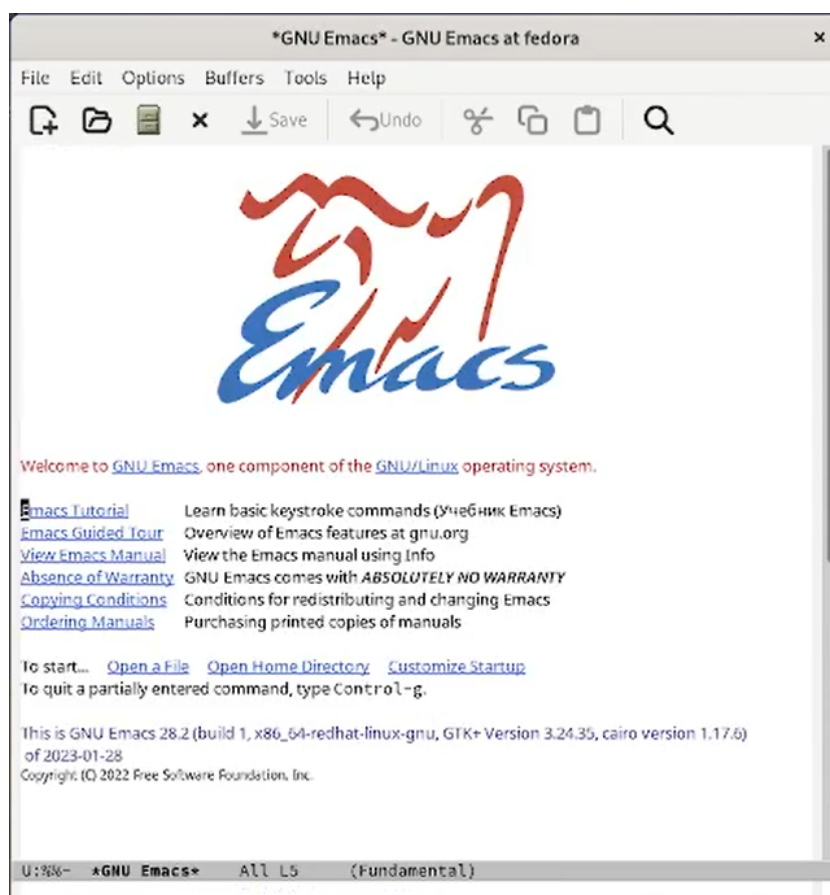 *GNU Emacs* - GNU Emacs at fedora
File Edit Options Buffers Tools Help
Save Undo
Emacs
Welcome to GNU Emacs, one component of the GNU/Linux operating system.
Emacs Tutorial Learn basic keystroke commands (Учебник Emacs)
Emacs Guided Tour Overview of Emacs features at gnu.org
View Emacs Manual View the Emacs manual using Info
Absence of Warranty GNU Emacs comes with ABSOLUTELY NO WARRANTY
Copying Conditions Conditions for redistributing and changing Emacs
Ordering Manuals Purchasing printed copies of manuals
To start... Open a File Open Home Directory Customize Startup
To quit a partially entered command, type Control-g.
This is GNU Emacs 28.2 (build 1, x86_64-redhat-linux-gnu, GTK+ Version 3.24.35, cairo version 1.17.6)
of 2023-01-28
Copyright (C) 2022 Free Software Foundation, Inc.
U:%%- *GNU Emacs* All L5 (Fundamental)